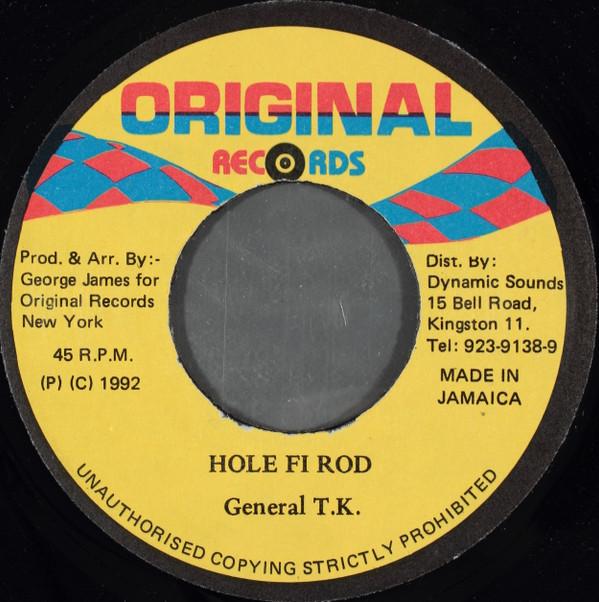 ORIGINAL
RECORDS
Prod. & Arr. By:-
George James for
Original Records
New York
45 R.P.M.
(P) (C) 1992
Dist. By:
Dynamic Sounds
15 Bell Road,
Kingston 11.
Tel: 923-9138-9
MADE IN
JAMAICA
HOLE FI ROD
General T.K.
UNAUTHORISED COPYING STRICTLY PROHIBITED